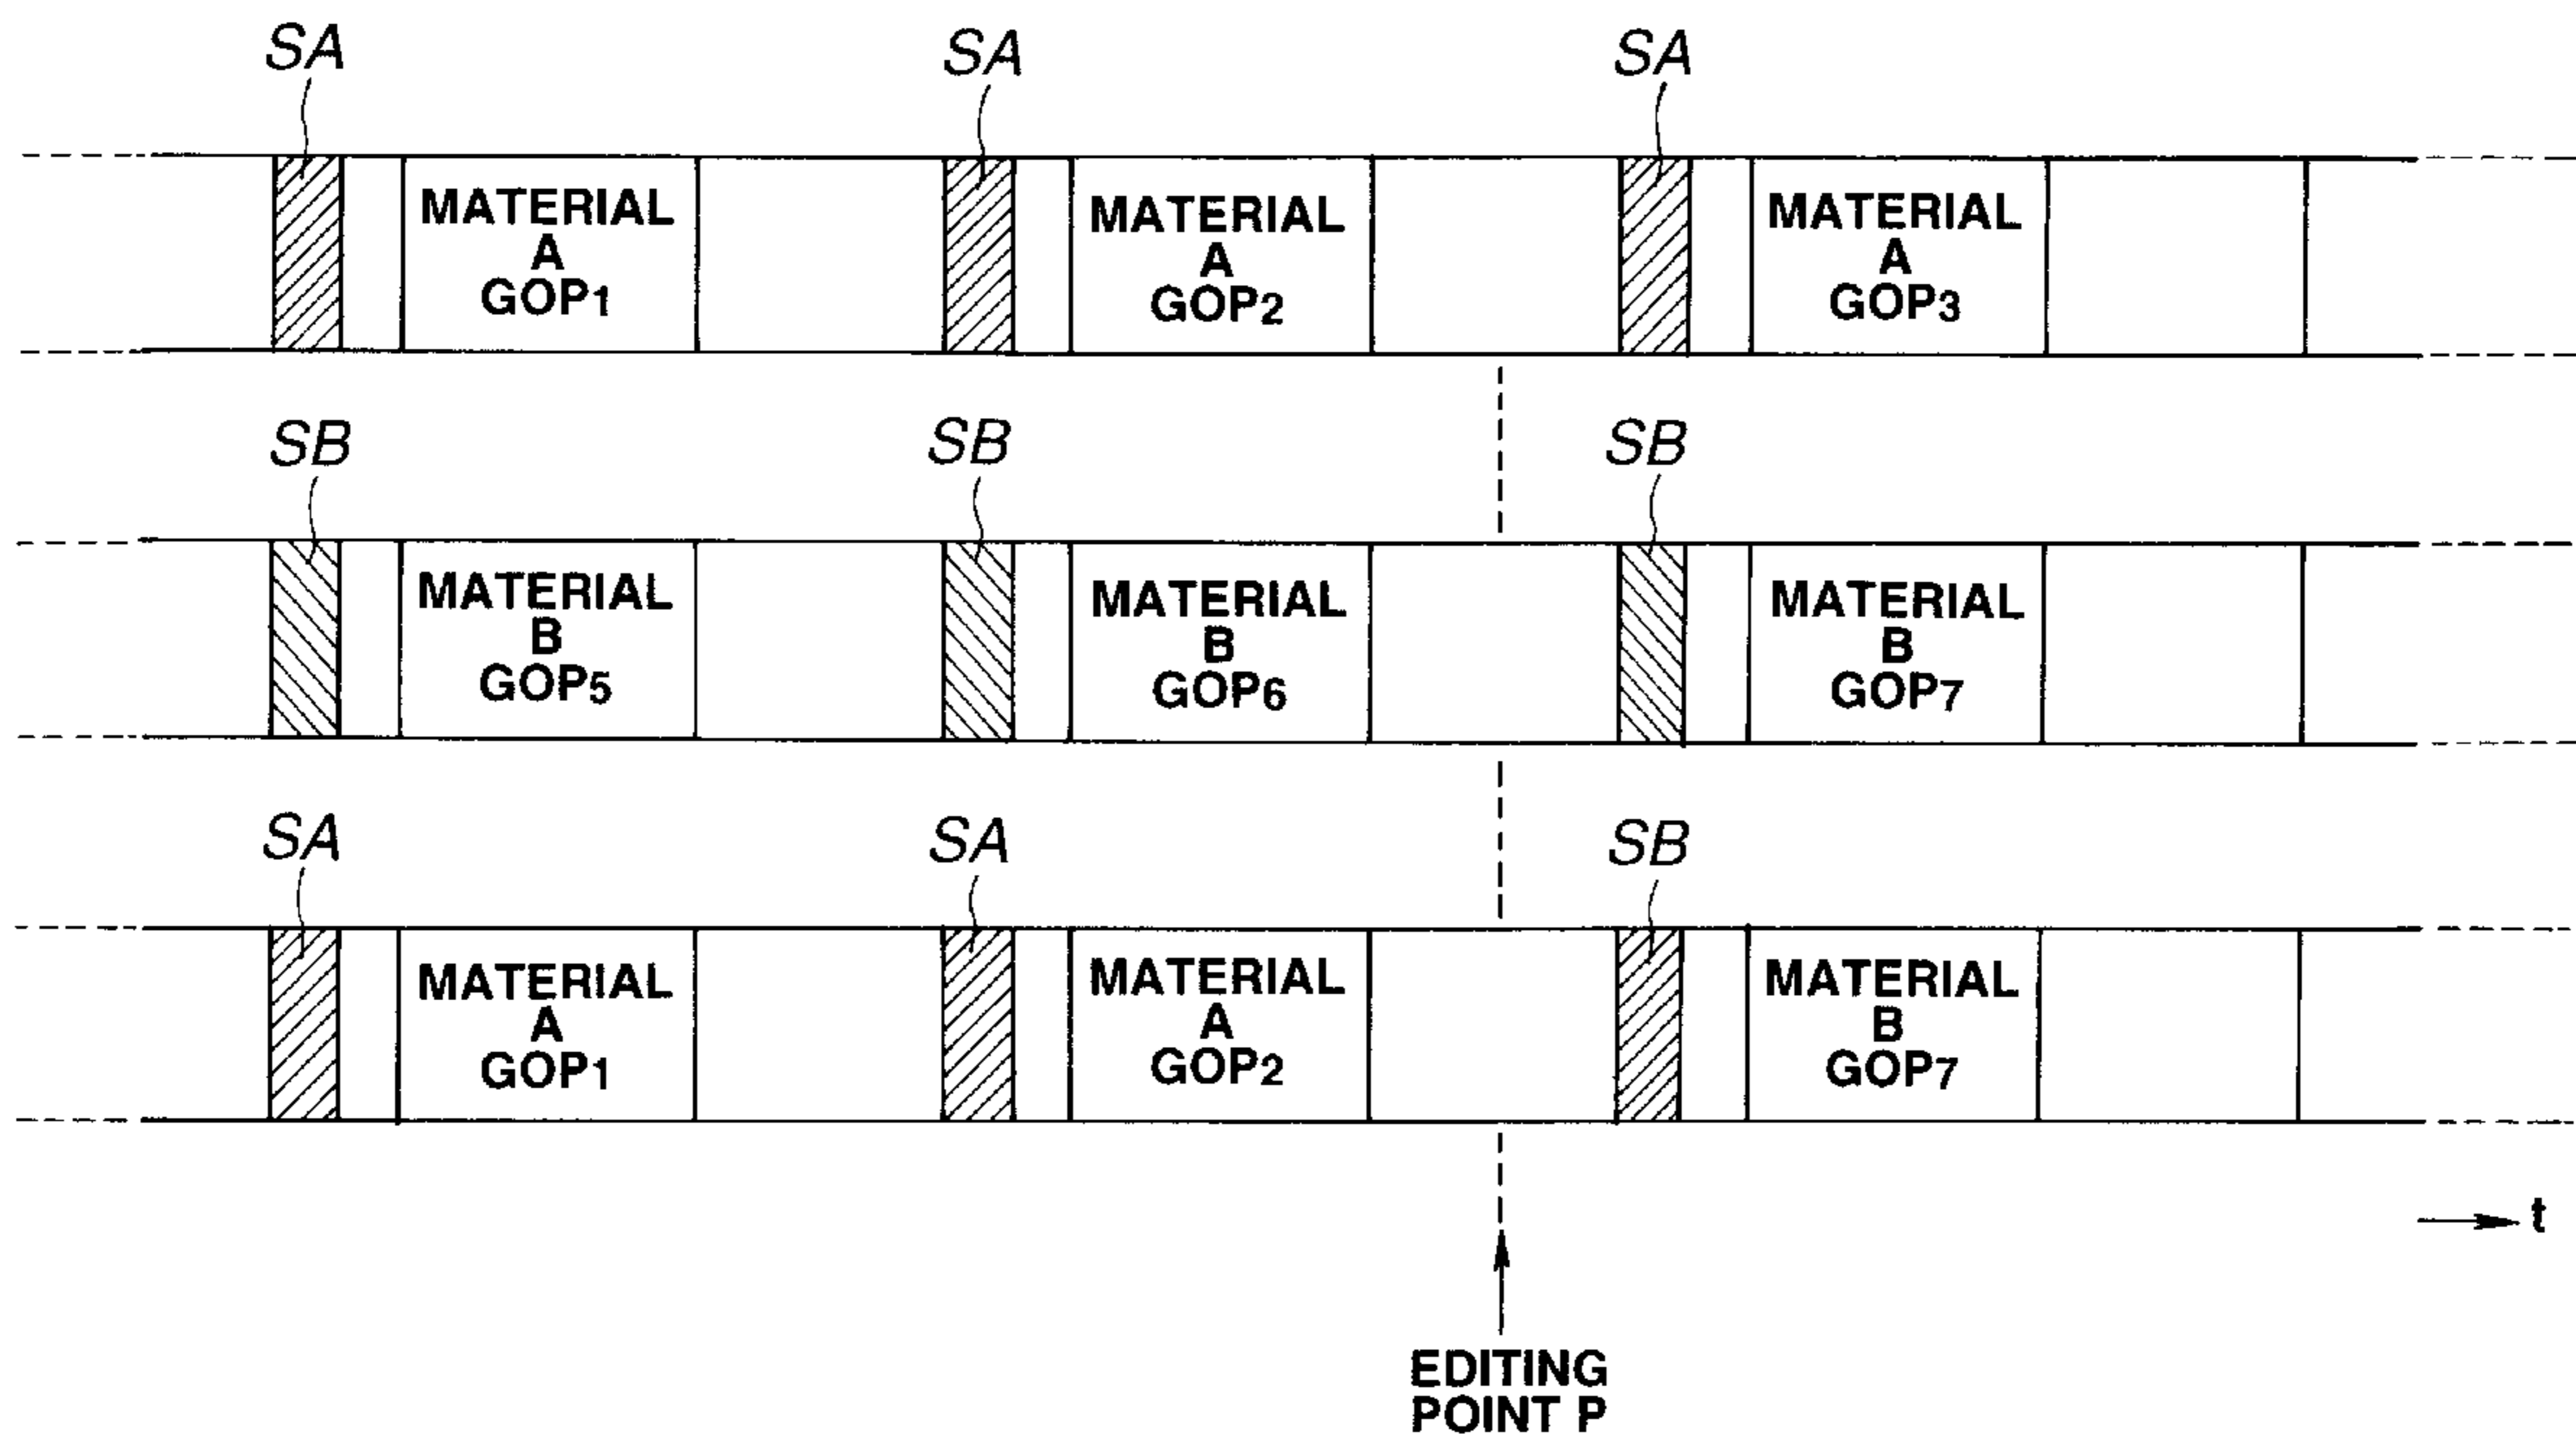 SA SA SA
MATERIAL
A
GOP1
MATERIAL
A
GOP2
MATERIAL
A
GOP3
SB SB SB
MATERIAL
B
GOP5
MATERIAL
B
GOP6
MATERIAL
B
GOP7
SA SA SB
MATERIAL
A
GOP1
MATERIAL
A
GOP2
MATERIAL
B
GOP7
t
EDITING
POINT P